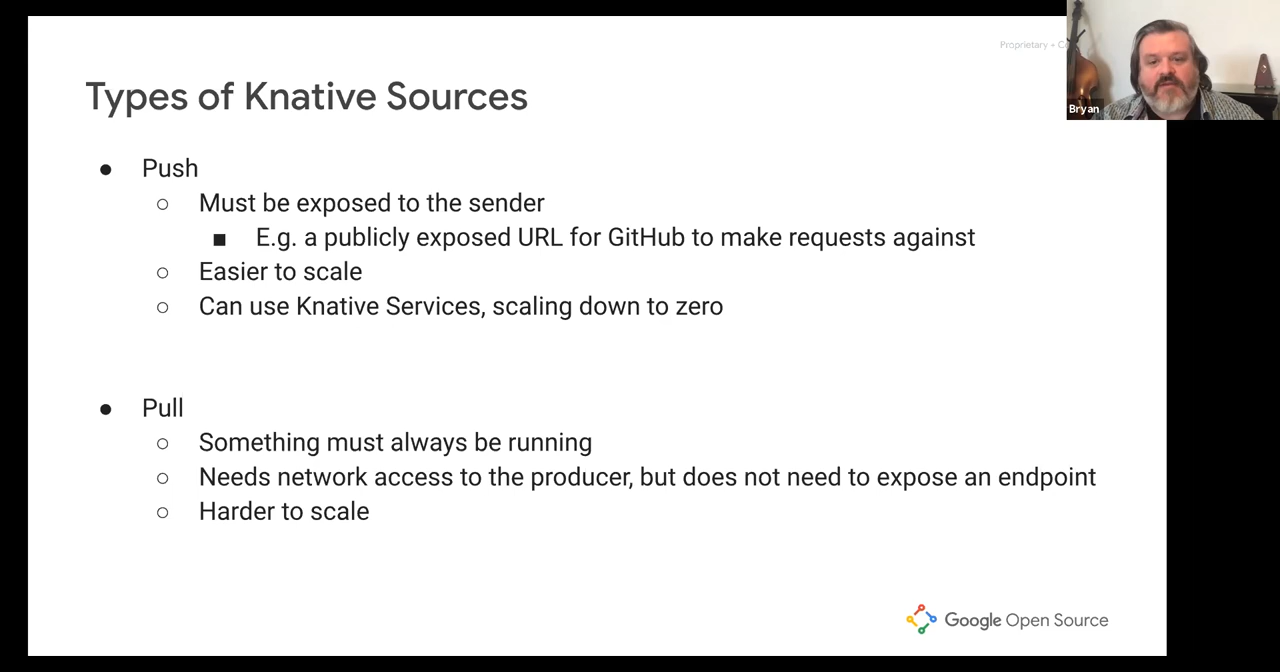 Proprietary +
Bryan
Types of Knative Sources
● Push
○ Must be exposed to the sender
■ E.g. a publicly exposed URL for GitHub to make requests against
○ Easier to scale
○ Can use Knative Services, scaling down to zero
● Pull
○ Something must always be running
○ Needs network access to the producer, but does not need to expose an endpoint
○ Harder to scale
Google Open Source